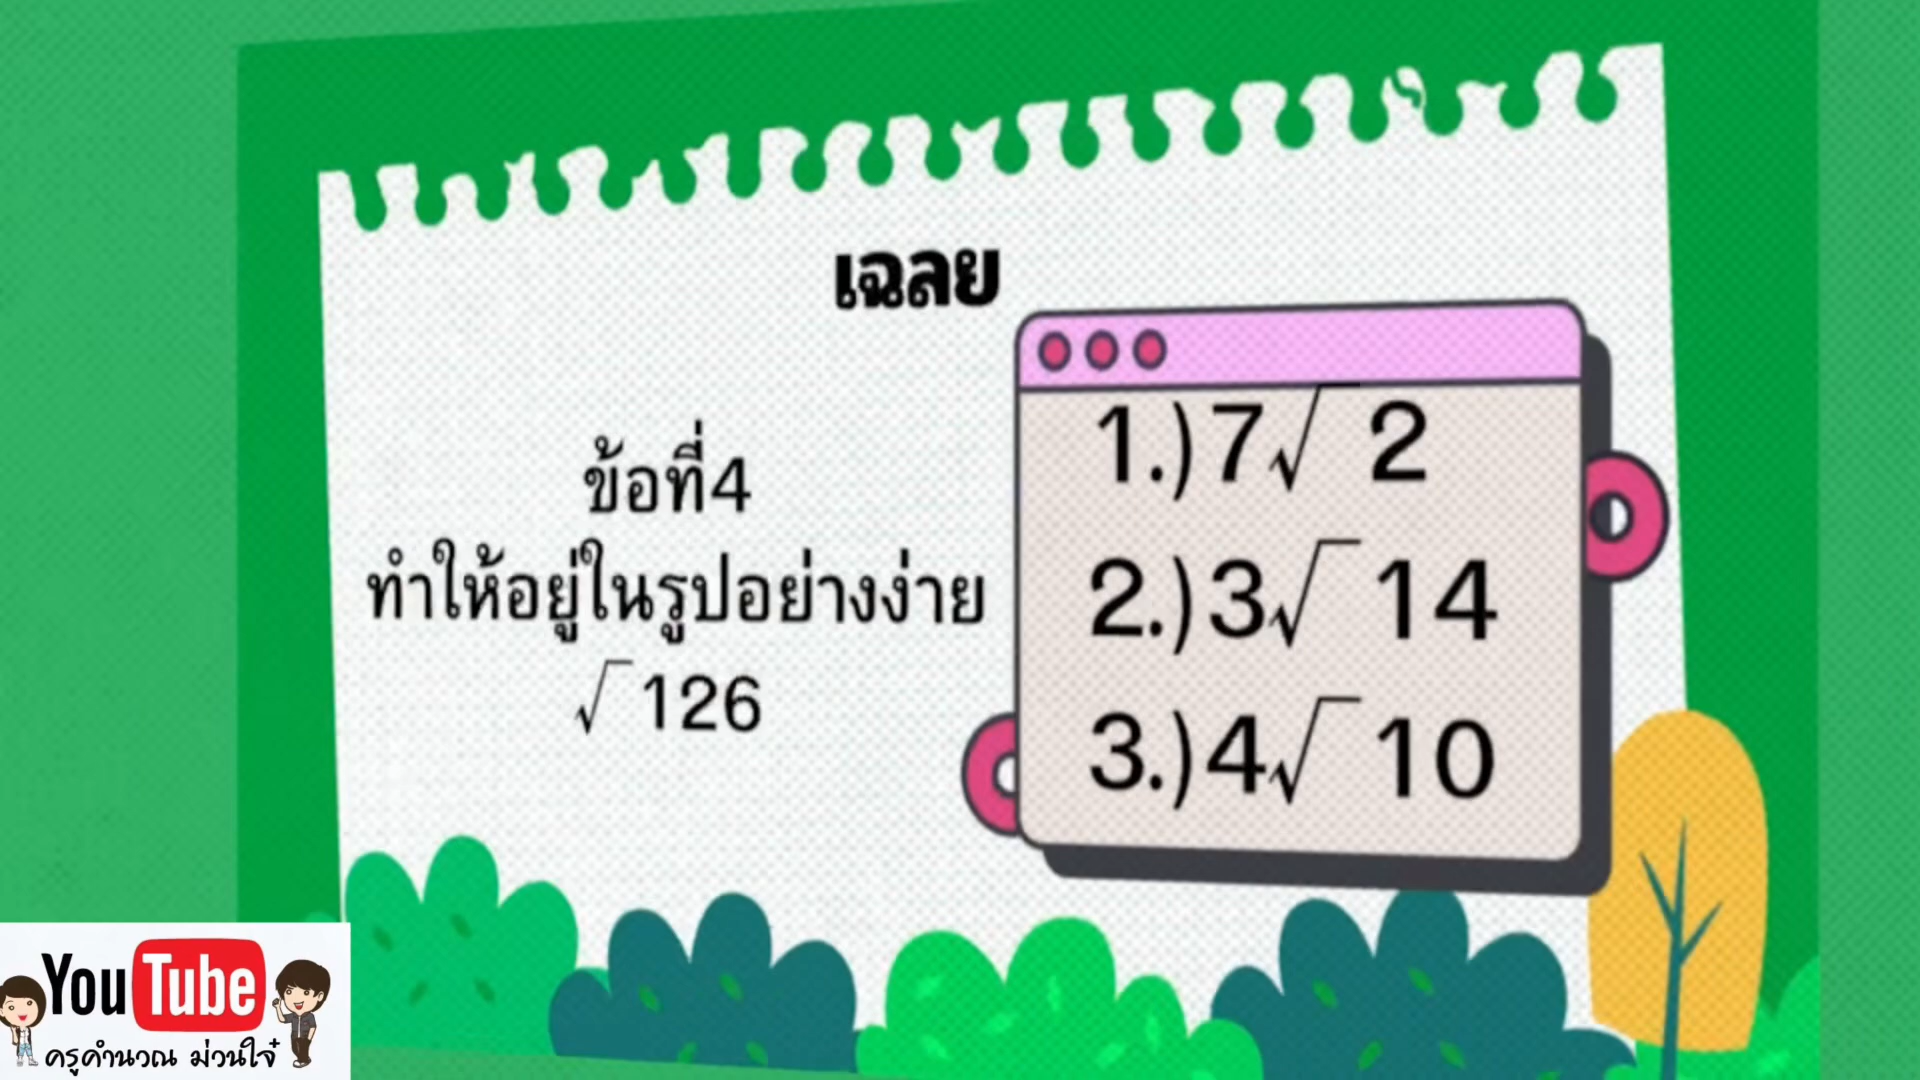 เฉลย
ข้อที่4
ทำให้อยู่ในรูปอย่างง่าย
√126
1.)7√2
2.)3√14
3.)4√10
YouTube
ครูคำนวณ ม่วนใจ๋